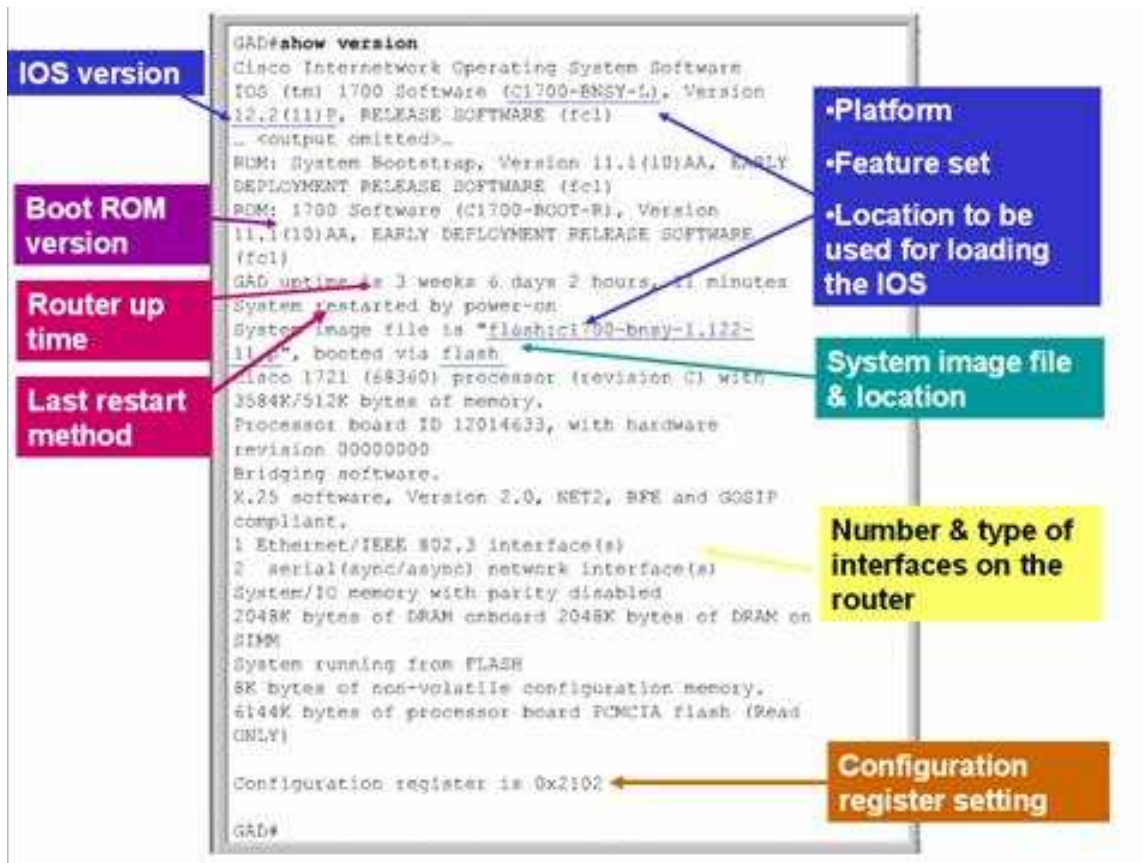 GAD#show version
Cisco Internetwork Operating System Software
IOS (tm) 1700 Software (C1700-BNSY-L), Version
12.2(11)P, RELEASE SOFTWARE (fc1)
… <output omitted>…
ROM: System Bootstrap, Version 11.1(10)AA, EARLY
DEPLOYMENT RELEASE SOFTWARE (fc1)
ROM: 1700 Software (C1700-BOOT-R), Version
11.1(10)AA, EARLY DEPLOYMENT RELEASE SOFTWARE
(fc1)
GAD uptime is 3 weeks 6 days 2 hours, minutes
System restarted by power-on
System image file is "flash:c1700-bnsy-l.122-
11.p", booted via flash
Cisco 1721 (68360) processor (revision C) with
3584K/512K bytes of memory.
Processor board ID 12014633, with hardware
revision 00000000
Bridging software.
X.25 software, Version 2.0, NET2, BFE and GOSIP
compliant.
1 Ethernet/IEEE 802.3 interface(s)
2 serial(sync/async) network interface(s)
System/IO memory with parity disabled
2048K bytes of DRAM onboard 2048K bytes of DRAM on
SIMM
System running from FLASH
8K bytes of non-volatile configuration memory.
6144K bytes of processor board PCMCIA flash (Read
ONLY)
Configuration register is 0x2102
GAD#
IOS version
Boot ROM
version
Router up
time
Last restart
method
•Platform
•Feature set
•Location to be
used for loading
the IOS
System image file
& location
Number & type of
interfaces on the
router
Configuration
register setting